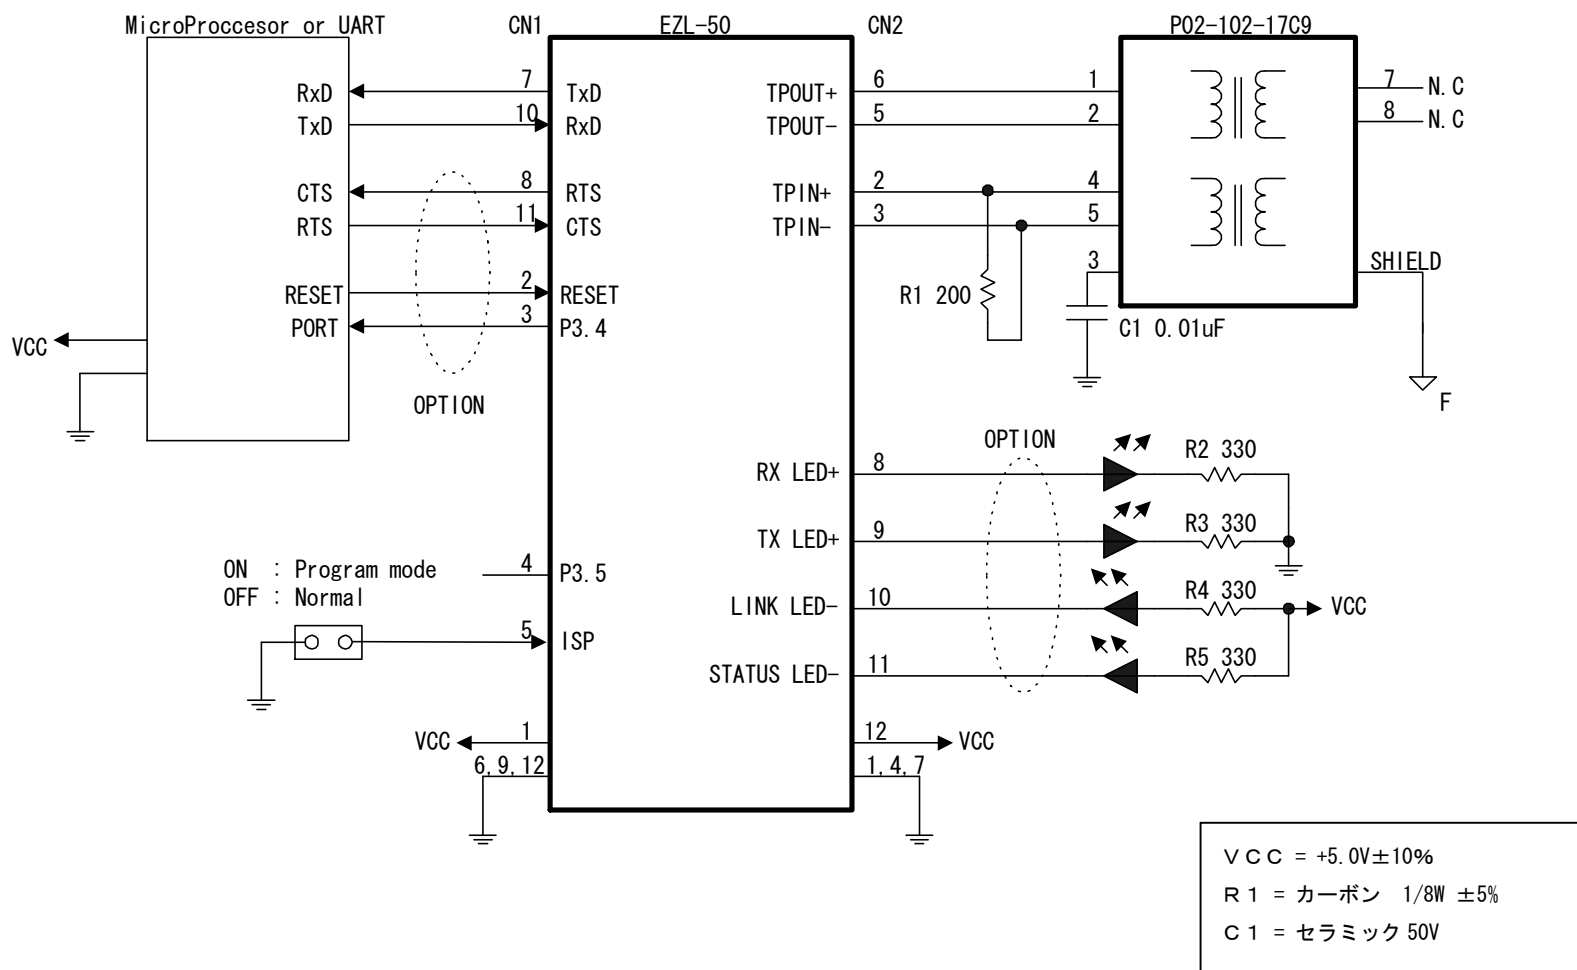 MicroProccesor or UART
CN1
EZL-50
CN2
P02-102-17C9
RxD
7
TxD
TPOUT+
6
1
7
N.C
TxD
10
RxD
TPOUT-
5
2
8
N.C
CTS
8
RTS
TPIN+
2
4
RTS
11
CTS
TPIN-
3
5
3
SHIELD
RESET
2
RESET
R1 200
PORT
3
P3.4
C1 0.01uF
VCC
F
OPTION
OPTION
RX LED+
8
R2 330
TX LED+
9
R3 330
ON : Program mode
4
P3.5
OFF : Normal
LINK LED-
10
R4 330
VCC
5
ISP
STATUS LED-
11
R5 330
VCC
1
12
VCC
6,9,12
1,4,7
ＶＣＣ = +5.0V±10%
Ｒ１ = カーボン 1/8W ±5%
Ｃ１ = セラミック 50V